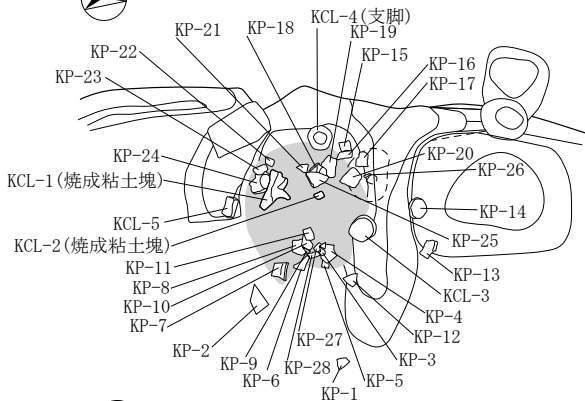 KCL-4(支脚)
KP-21
KP-18
KP-19
KP-22
KP-15
KP-16
KP-23
KP-17
KP-24
KP-20
KCL-1(焼成粘土塊)
KP-26
KCL-5
KP-14
KCL-2(焼成粘土塊)
KP-25
KP-11
KP-13
KP-8
KCL-3
KP-10
KP-4
KP-7
KP-12
KP-27
KP-2
KP-3
KP-9
KP-28
KP-6
KP-5
KP-1